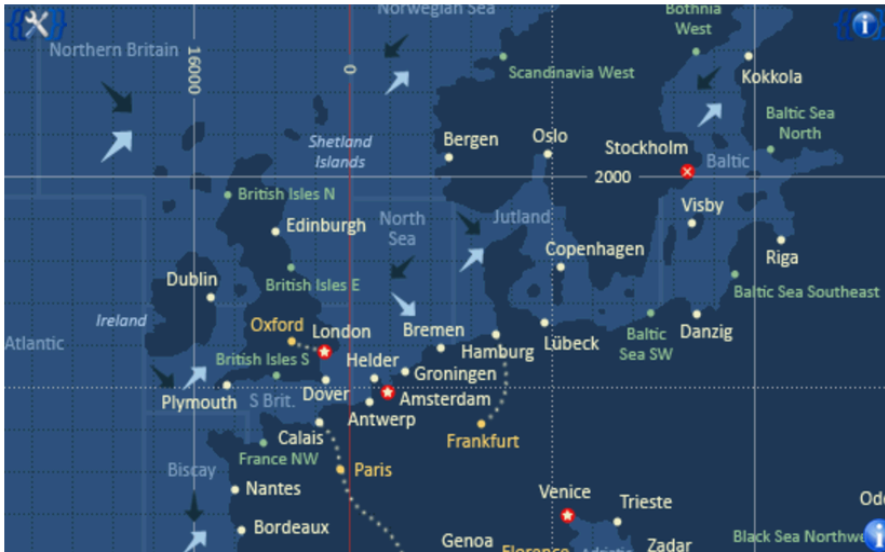 Norwegian Sea
Bothnia
West
Northern Britain
16000
0
Scandinavia West
Kokkola
Baltic Sea
North
Shetland
Islands
Bergen
Oslo
Stockholm
Baltic
2000
British Isles N
Edinburgh
North
Sea
Jutland
Visby
Riga
Copenhagen
Dublin
British Isles E
Baltic Sea Southeast
Ireland
Oxford
London
Bremen
Hamburg
Lübeck
Baltic
Sea SW
Danzig
Atlantic
British Isles S
Helder
Groningen
Plymouth
S Brit.
Dover
Amsterdam
Antwerp
Calais
Frankfurt
France NW
Biscay
Paris
Nantes
Venice
Trieste
Bordeaux
Genoa
Florence
Adriatic
Zadar
Black Sea Northwe